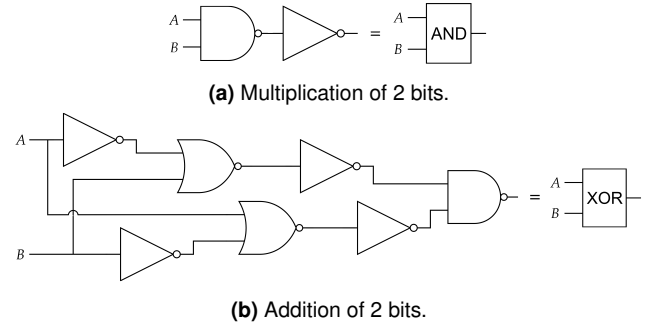 A
B
=
A
B
AND
(a) Multiplication of 2 bits.
A
B
=
A
B
XOR
(b) Addition of 2 bits.